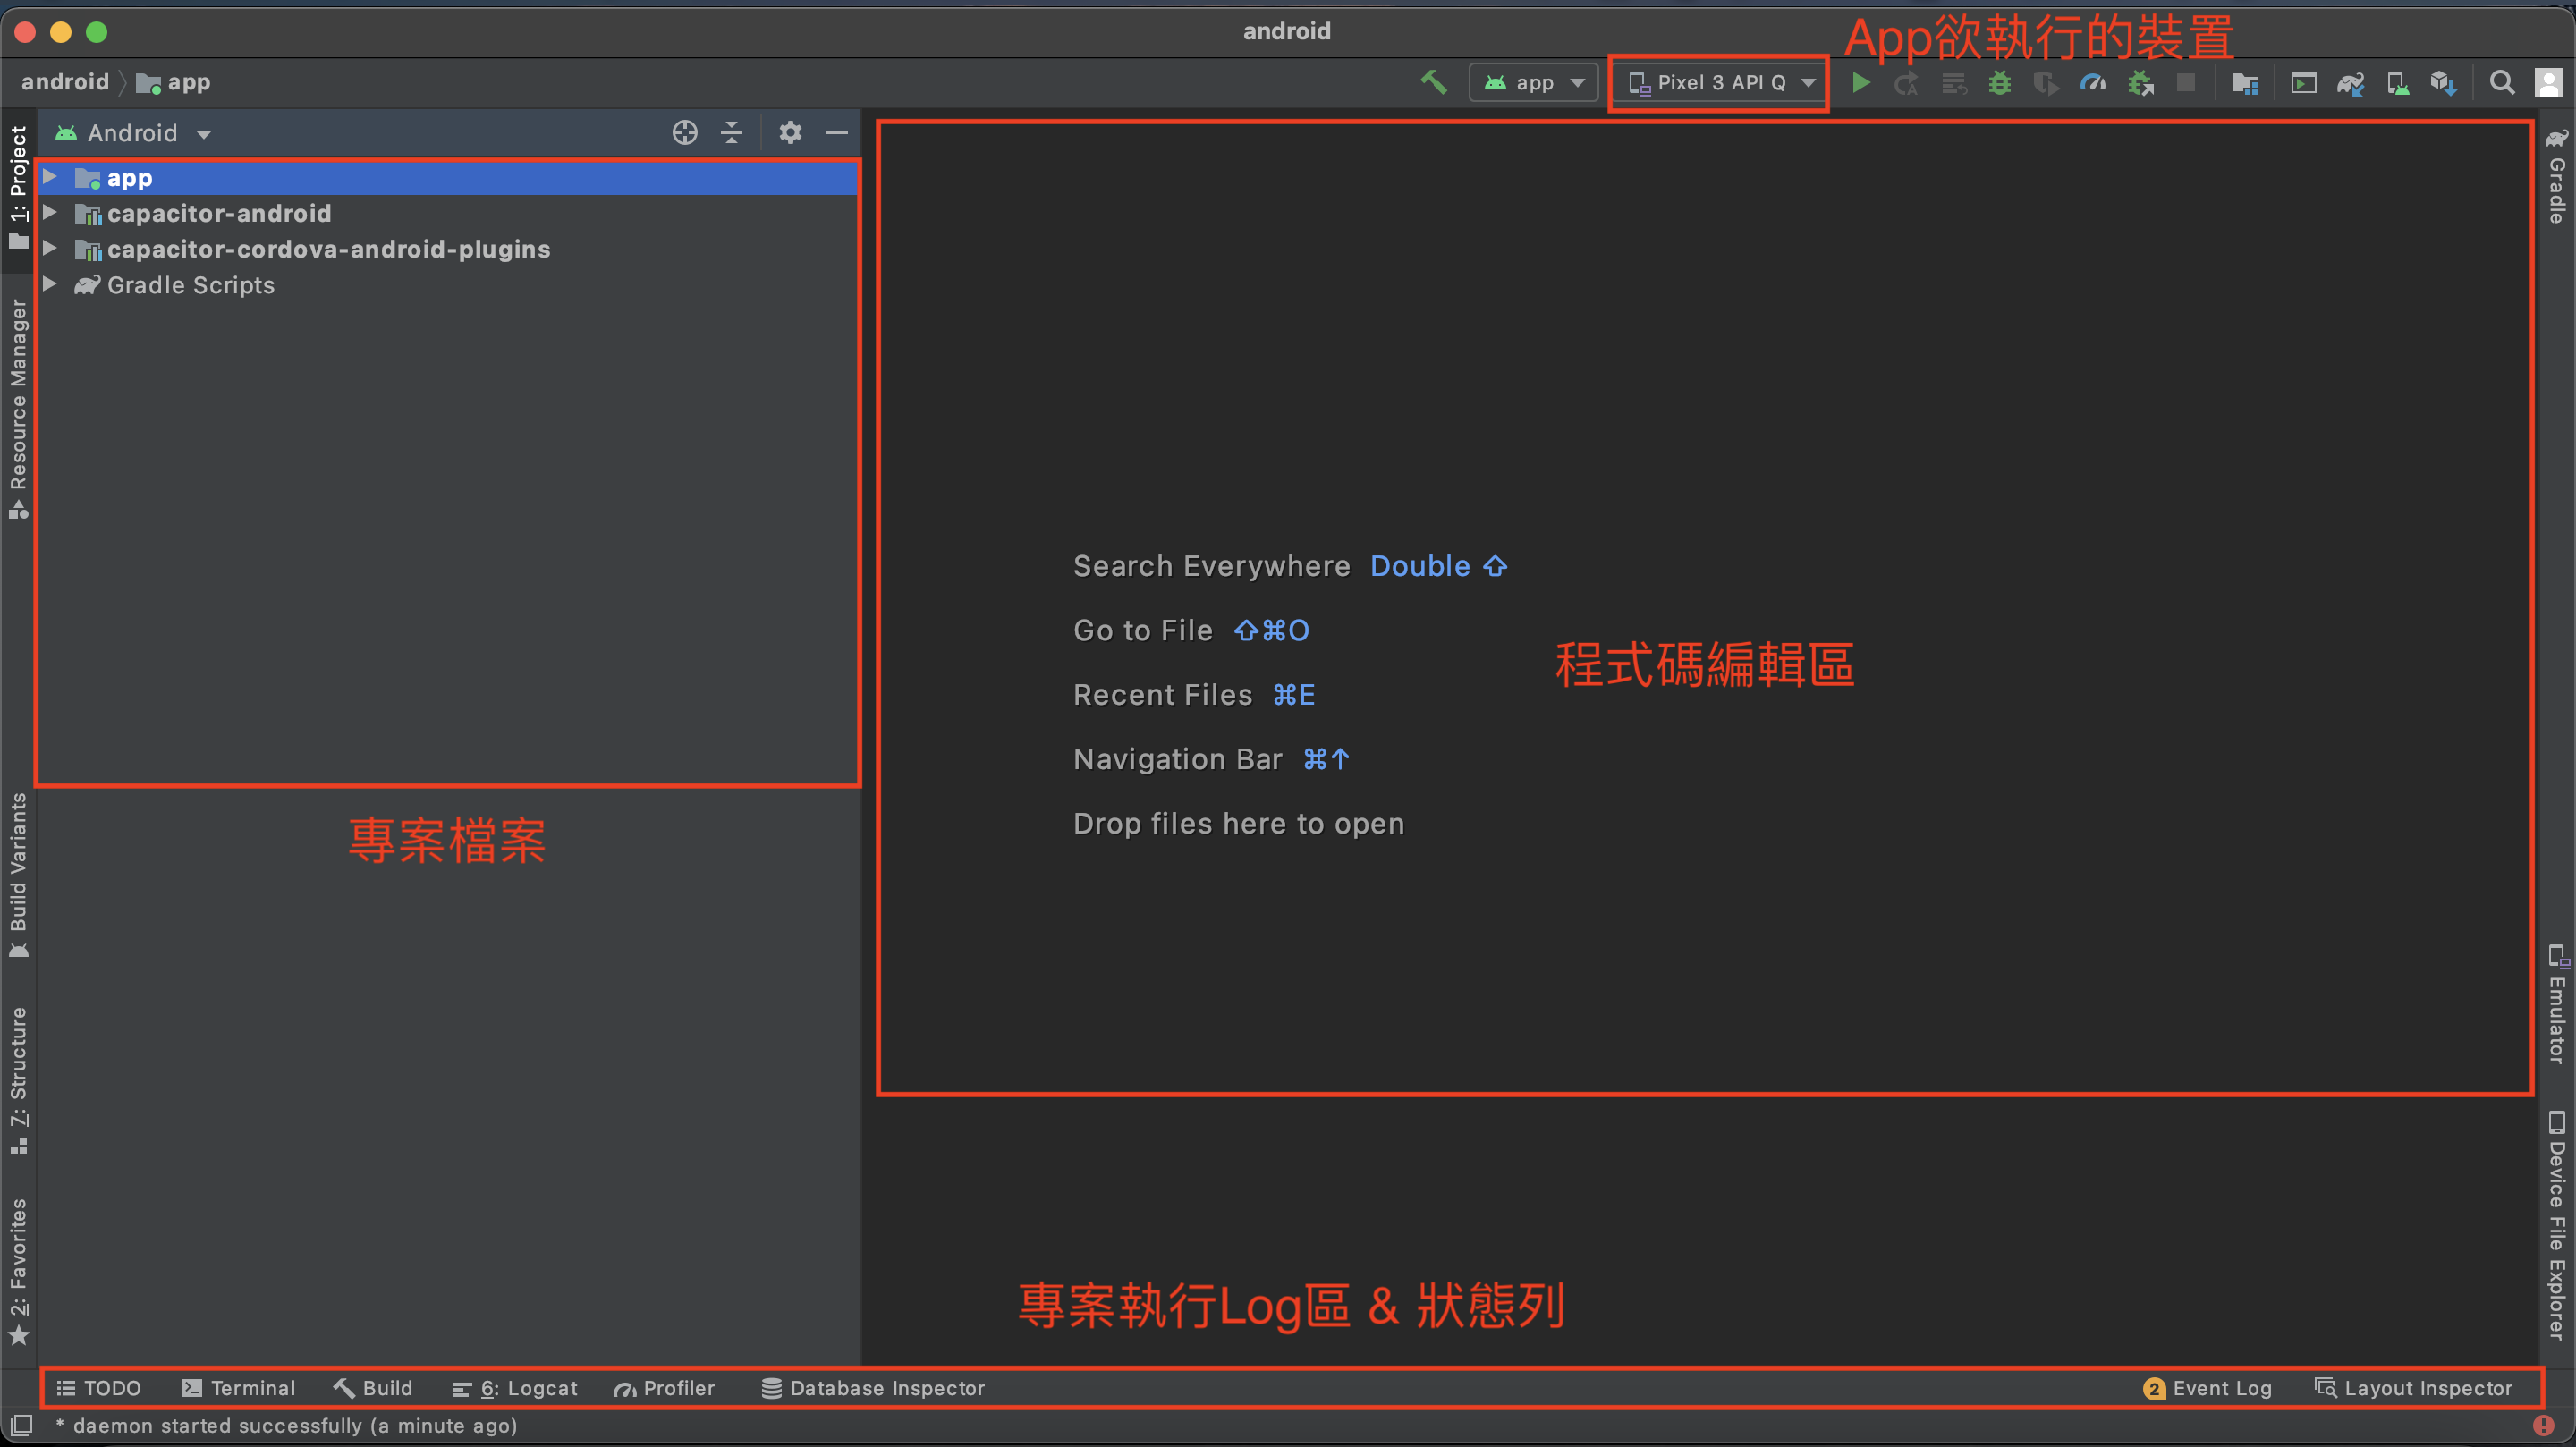 android
App欲執行的裝置
android app
app
Pixel 3 API Q
Android
1: Project
app
capacitor-android
capacitor-cordova-android-plugins
Gradle Scripts
Resource Manager
Build Variants
7: Structure
2: Favorites
專案檔案
Search Everywhere Double ⇧
Go to File ⇧⌘O
Recent Files ⌘E
Navigation Bar ⌘↑
Drop files here to open
程式碼編輯區
Gradle
Emulator
Device File Explorer
專案執行Log區 & 狀態列
TODO Terminal Build 6: Logcat Profiler Database Inspector 2 Event Log Layout Inspector
* daemon started successfully (a minute ago)